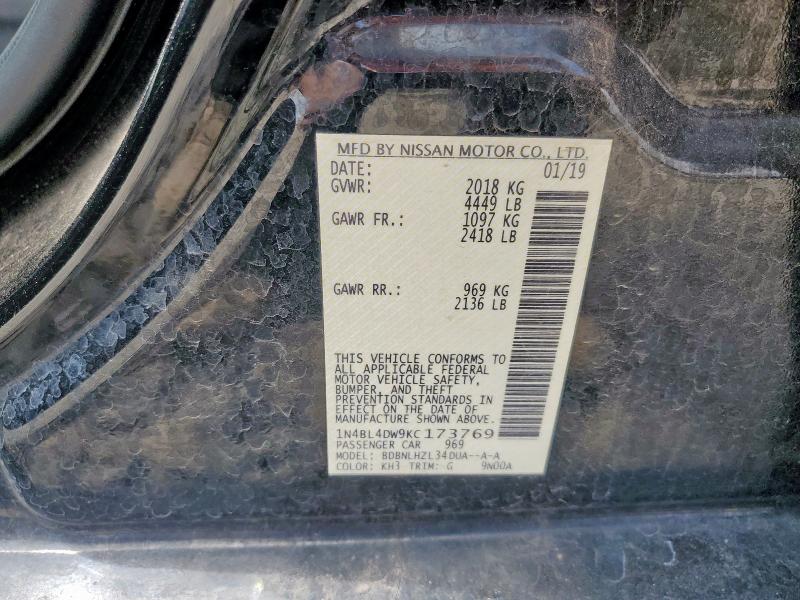 MFD BY NISSAN MOTOR CO., LTD.
DATE: 01/19
GVWR: 2018 KG
4449 LB
GAWR FR.: 1097 KG
2418 LB
GAWR RR.: 969 KG
2136 LB
THIS VEHICLE CONFORMS TO
ALL APPLICABLE FEDERAL
MOTOR VEHICLE SAFETY,
BUMPER, AND THEFT
PREVENTION STANDARDS IN
EFFECT ON THE DATE OF
MANUFACTURE SHOWN ABOVE.
1N4BL4DW9KC173769
PASSENGER CAR 969
MODEL: BDBNLHZL34DUA--A-A
COLOR: KH3 TRIM: G 9N00A